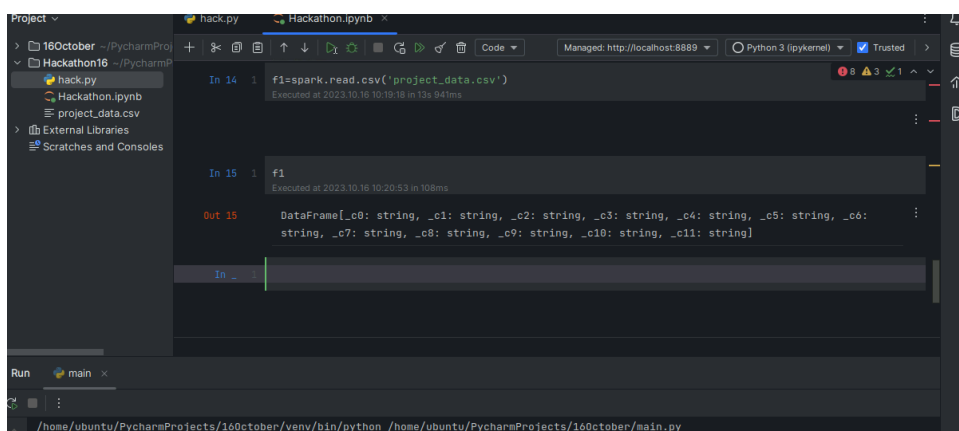 Project
hack.py
Hackathon.ipynb
16October ~/PycharmProj
Code
Managed: http://localhost:8889
Python 3 (ipykernel)
Trusted
Hackathon16 ~/PycharmP
hack.py
Hackathon.ipynb
project_data.csv
External Libraries
Scratches and Consoles
In 14 1 f1=spark.read.csv('project_data.csv')
8 3 1
Executed at 2023.10.16 10:19:18 in 13s 941ms
In 15 1 f1
Executed at 2023.10.16 10:20:53 in 108ms
Out 15 DataFrame[_c0: string, _c1: string, _c2: string, _c3: string, _c4: string, _c5: string, _c6:
string, _c7: string, _c8: string, _c9: string, _c10: string, _c11: string]
In _ 1
Run main
/home/ubuntu/PycharmProjects/16October/venv/bin/python /home/ubuntu/PycharmProjects/16October/main.py